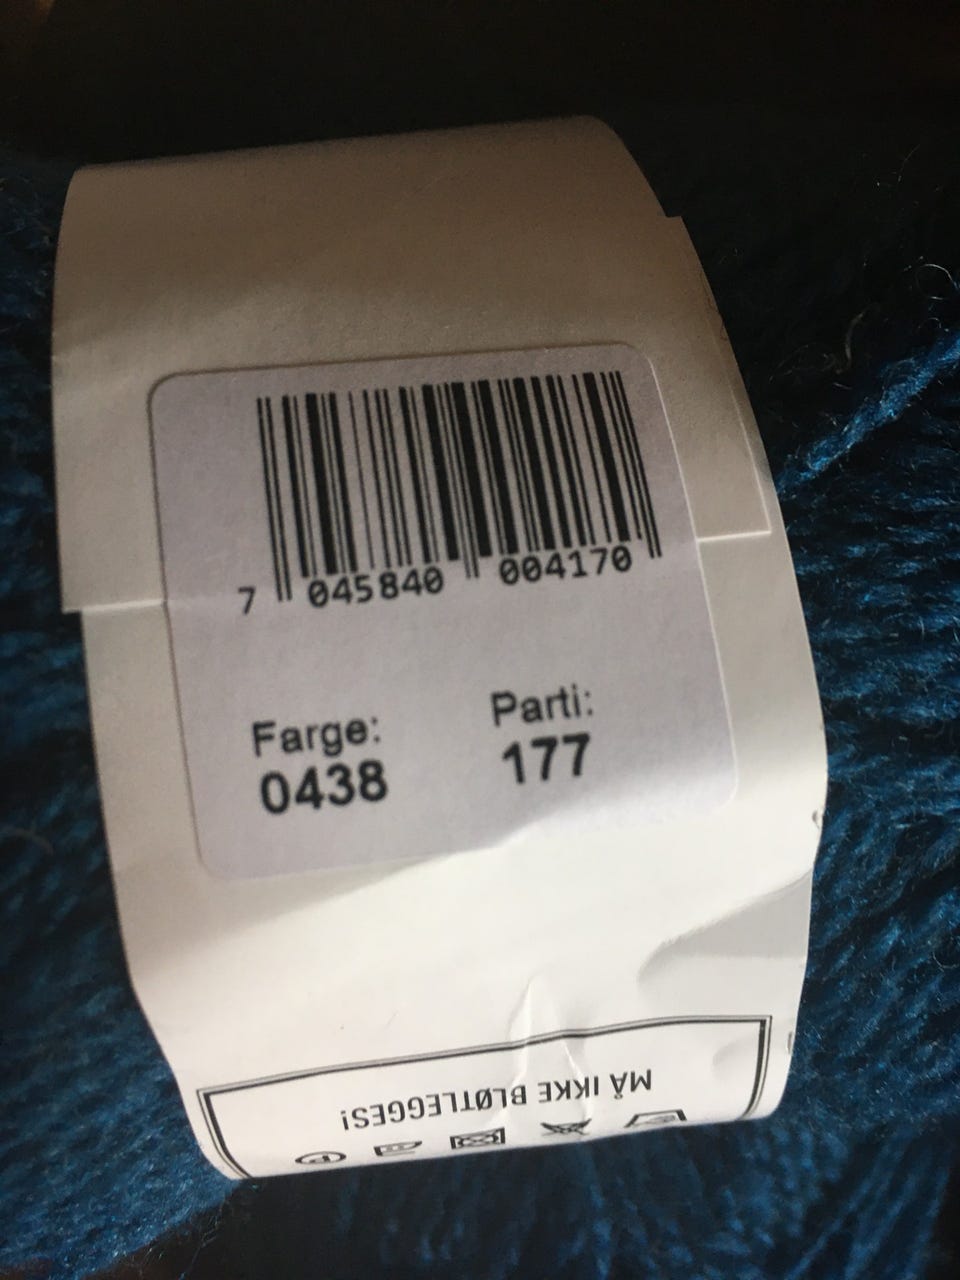 7 045840 004170
Farge: Parti:
0438 177
MÅ IKKE BLØTLEGGES!
P